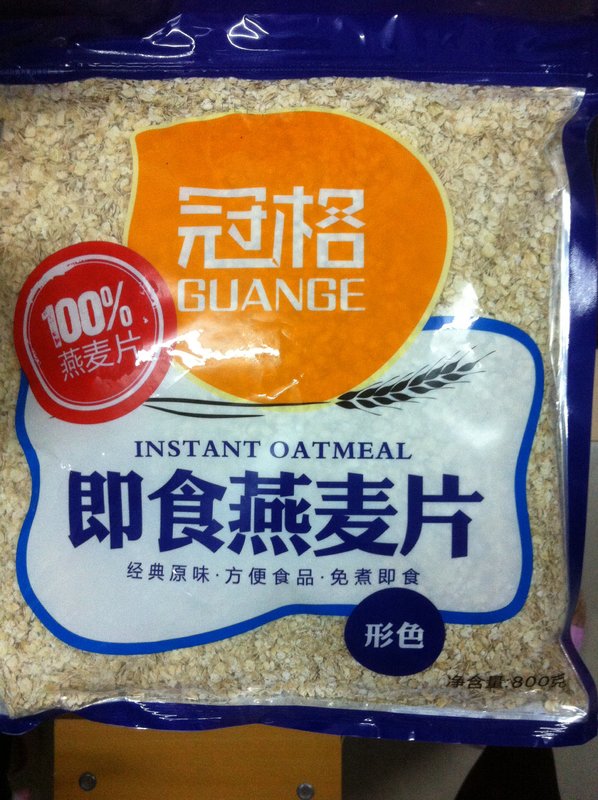 冠格
GUANGE
100%
燕麦片
INSTANT OATMEAL
即食燕麦片
经典原味·方便食品·免煮即食
形色
净含量:800克